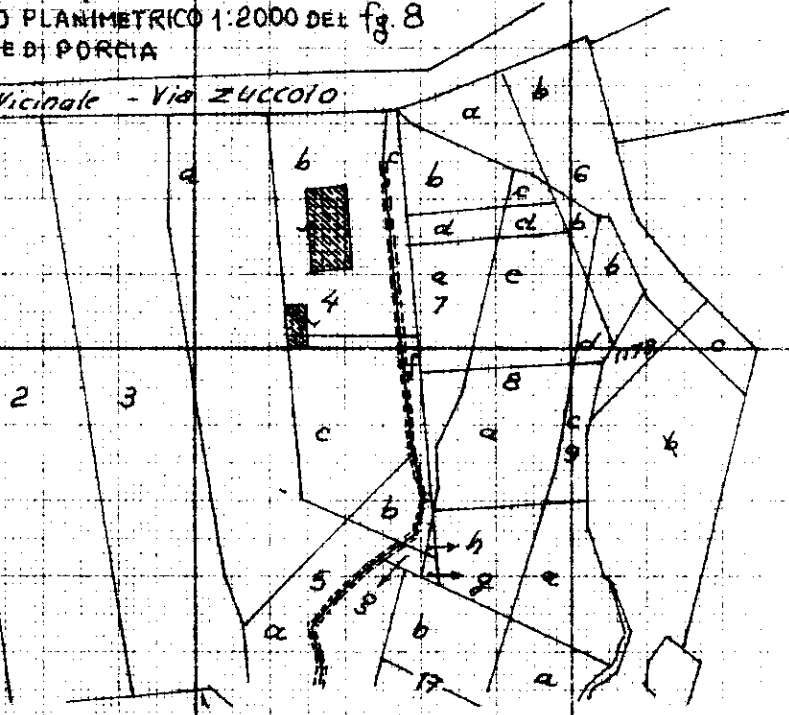 O PLANIMETRICO 1:2000 DEL fg. 8
E DI PORCIA
Vicinale - Via Zuccolo
a b
a b 6
b c
d d b
a c b
4 7
d 1178 c
2 3 8
c a c b
9
b
h
5 g a
a b
17 a